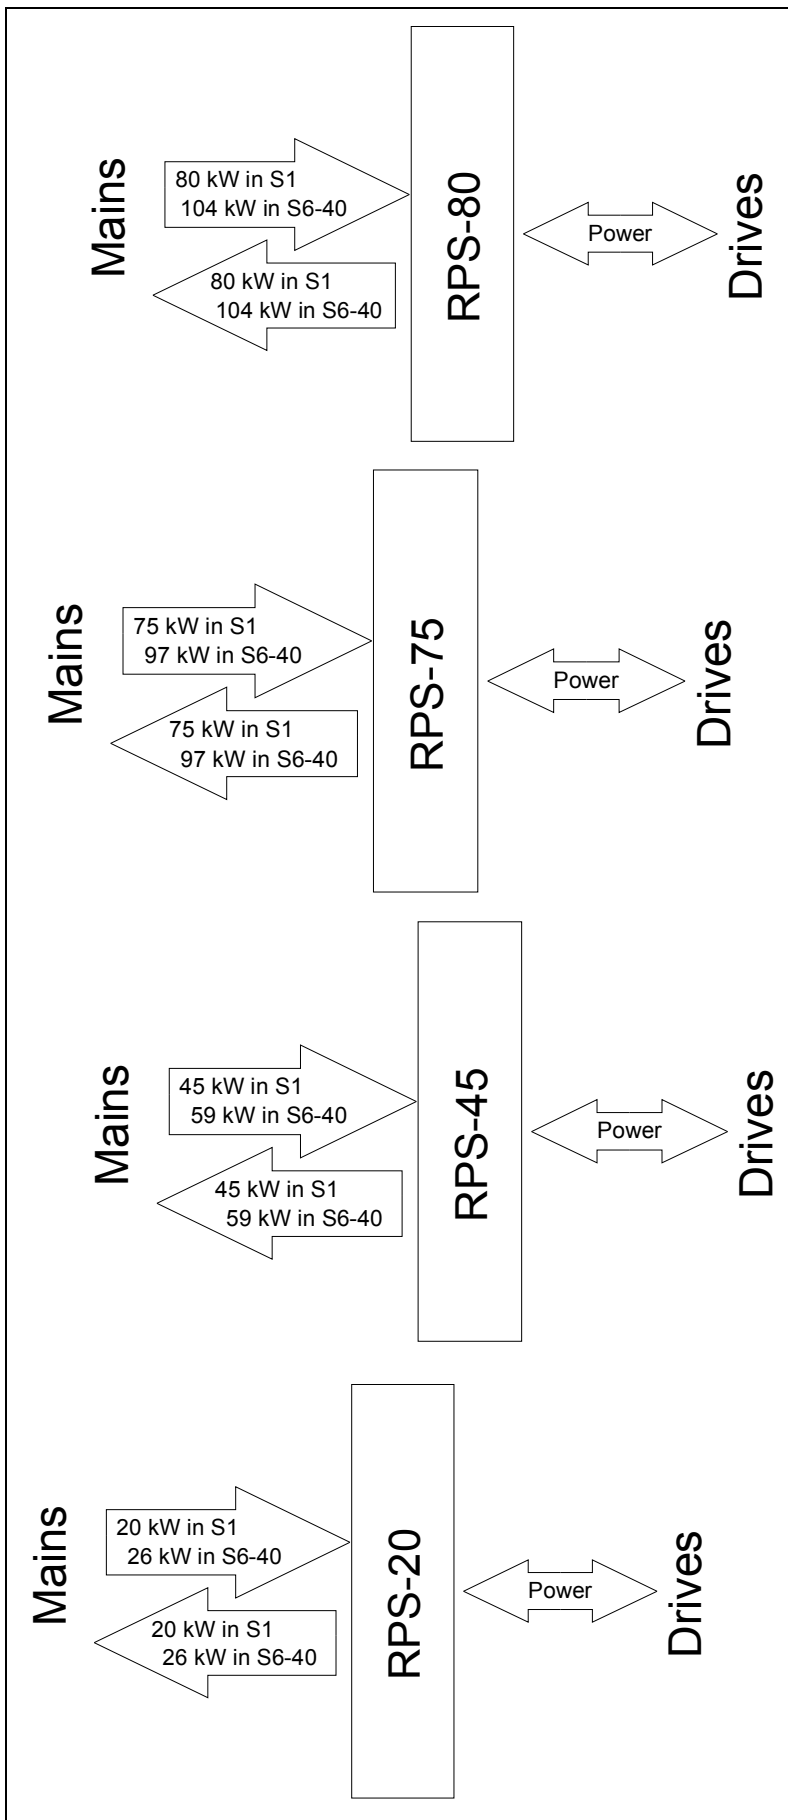 Mains
80 kW in S1
104 kW in S6-40
80 kW in S1
104 kW in S6-40
RPS-80
Power
Drives
Mains
75 kW in S1
97 kW in S6-40
75 kW in S1
97 kW in S6-40
RPS-75
Power
Drives
Mains
45 kW in S1
59 kW in S6-40
45 kW in S1
59 kW in S6-40
RPS-45
Power
Drives
Mains
20 kW in S1
26 kW in S6-40
20 kW in S1
26 kW in S6-40
RPS-20
Power
Drives